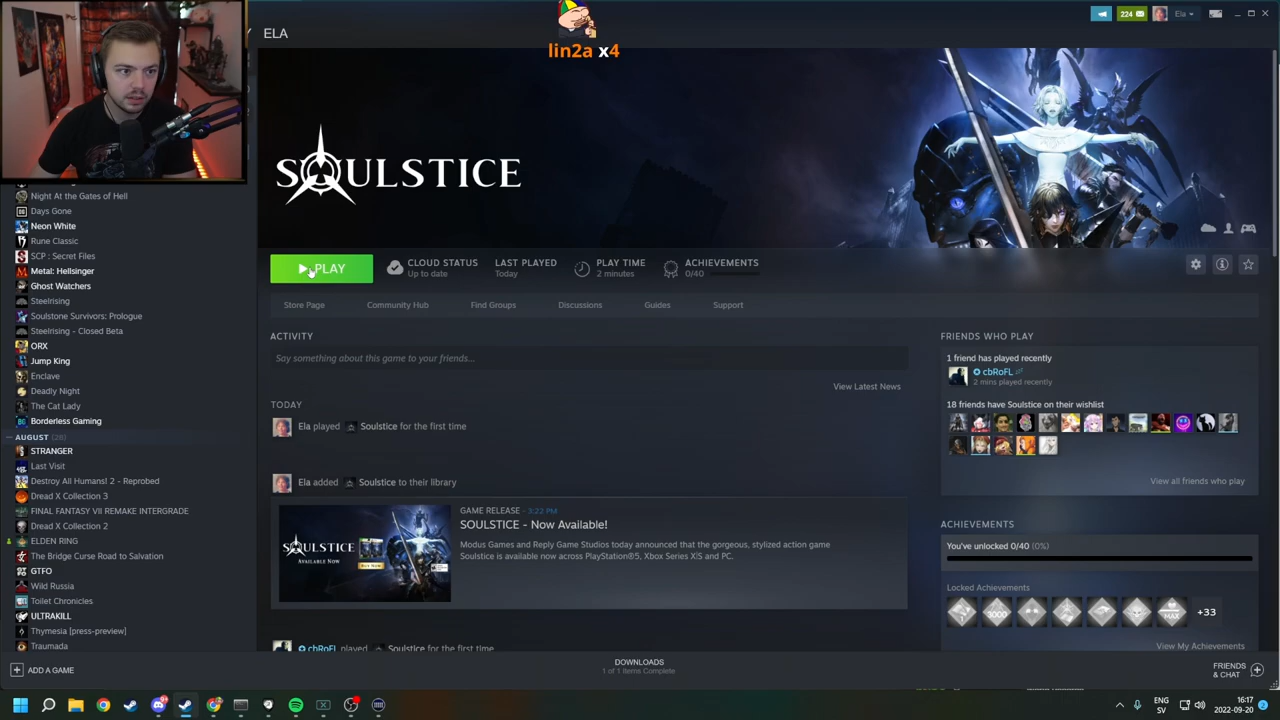 lin2a x4
224
Ela
ELA
SOULSTICE
PLAY
CLOUD STATUS
Up to date
LAST PLAYED
Today
PLAY TIME
2 minutes
ACHIEVEMENTS
0/40
Store Page
Community Hub
Find Groups
Discussions
Guides
Support
Night At the Gates of Hell
Days Gone
Neon White
Rune Classic
SCP : Secret Files
Metal: Hellsinger
Ghost Watchers
Steelrising
Soulstone Survivors: Prologue
Steelrising - Closed Beta
ORX
Jump King
Enclave
Deadly Night
The Cat Lady
Borderless Gaming
AUGUST (28)
STRANGER
Last Visit
Destroy All Humans! 2 - Reprobed
Dread X Collection 3
FINAL FANTASY VII REMAKE INTERGRADE
Dread X Collection 2
ELDEN RING
The Bridge Curse Road to Salvation
GTFO
Wild Russia
Toilet Chronicles
ULTRAKILL
Thymesia [press-preview]
Traumada
ACTIVITY
Say something about this game to your friends...
View Latest News
TODAY
Ela played Soulstice for the first time
Ela added Soulstice to their library
SOULSTICE
AVAILABLE NOW
GAME RELEASE - 3:22 PM
SOULSTICE - Now Available!
Modus Games and Reply Game Studios today announced that the gorgeous, stylized action game
Soulstice is available now across PlayStation®5, Xbox Series X|S and PC.
cbRoFL played Soulstice for the first time
FRIENDS WHO PLAY
1 friend has played recently
cbRoFL
2 mins played recently
18 friends have Soulstice on their wishlist
View all friends who play
ACHIEVEMENTS
You've unlocked 0/40 (0%)
Locked Achievements
3000
MAX
+33
View My Achievements
ADD A GAME
DOWNLOADS
1 of 1 Items Complete
FRIENDS
& CHAT
ENG
SV
16:17
2022-09-20
2